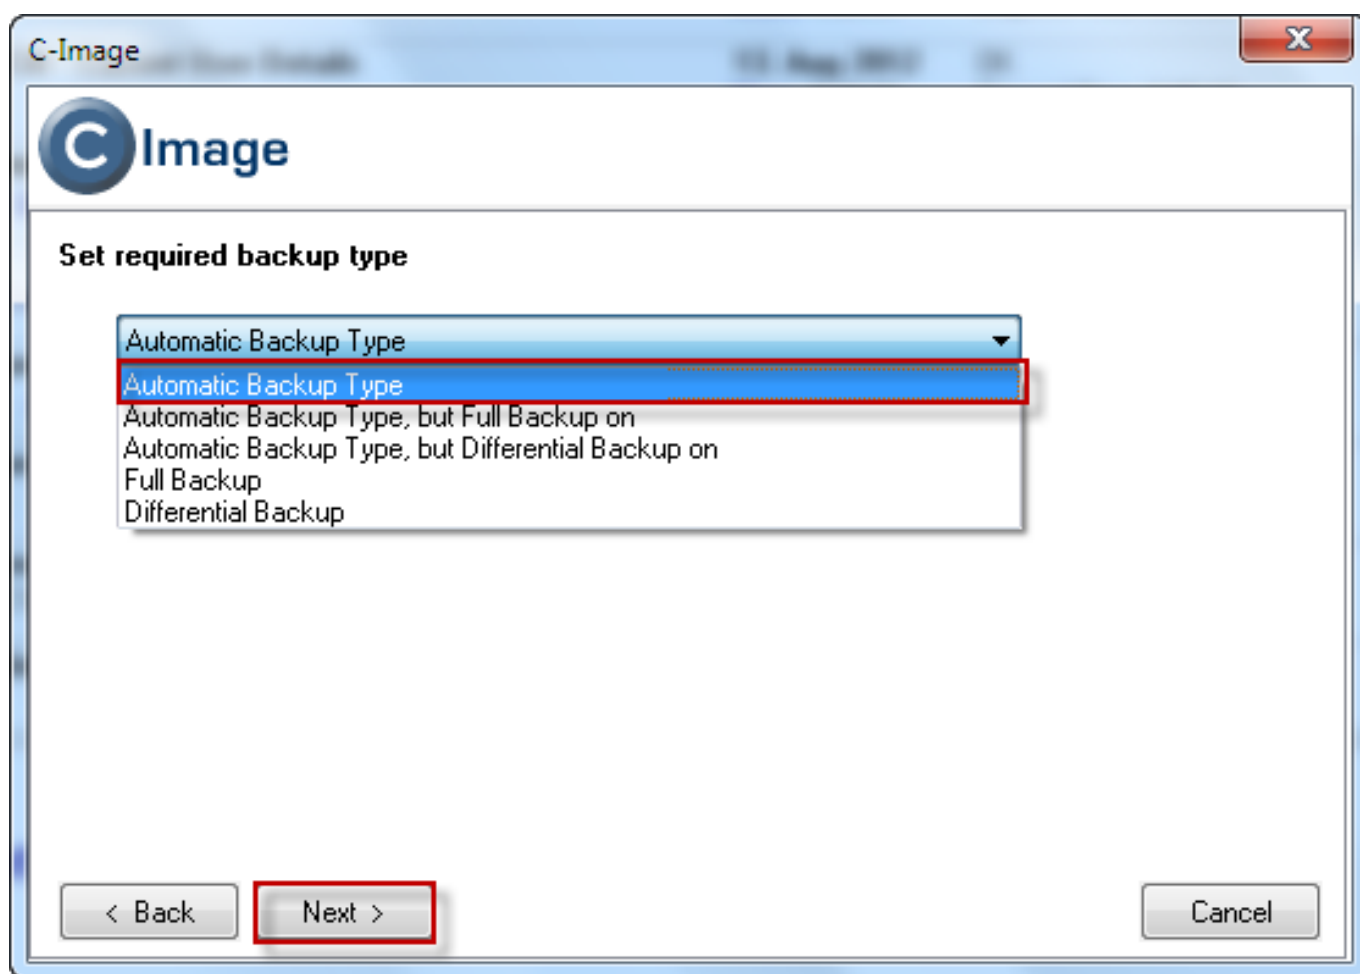 C-Image
C Image
Set required backup type
Automatic Backup Type
Automatic Backup Type
Automatic Backup Type, but Full Backup on
Automatic Backup Type, but Differential Backup on
Full Backup
Differential Backup
< Back
Next >
Cancel